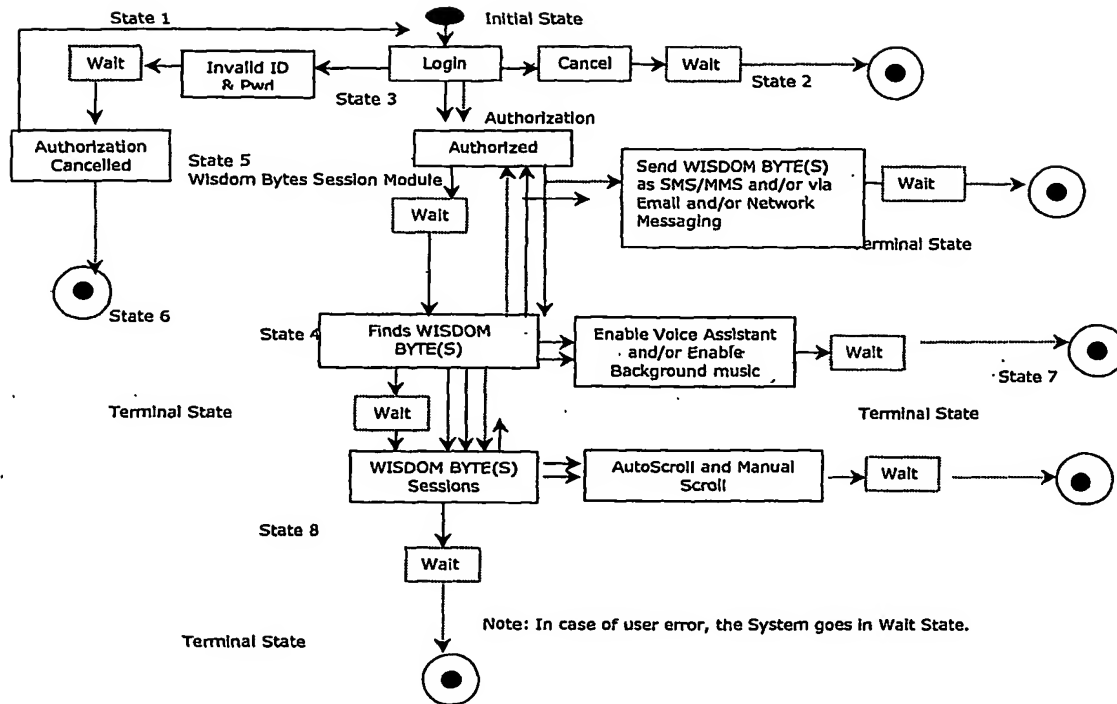 State 1
Initial State
Wait
Invalid ID
& Pwd
Login
Cancel
Wait
State 2
State 3
Authorization
Authorized
Authorization
Cancelled
State 5
Wisdom Bytes Session Module
Send WISDOM BYTE(S)
as SMS/MMS and/or via
Email and/or Network
Messaging
Wait
Wait
Terminal State
State 6
State 4
Finds WISDOM
BYTE(S)
Enable Voice Assistant
and/or Enable
Background music
Wait
State 7
Terminal State
Wait
Terminal State
WISDOM BYTE(S)
Sessions
AutoScroll and Manual
Scroll
Wait
State 8
Wait
Note: In case of user error, the System goes in Wait State.
Terminal State